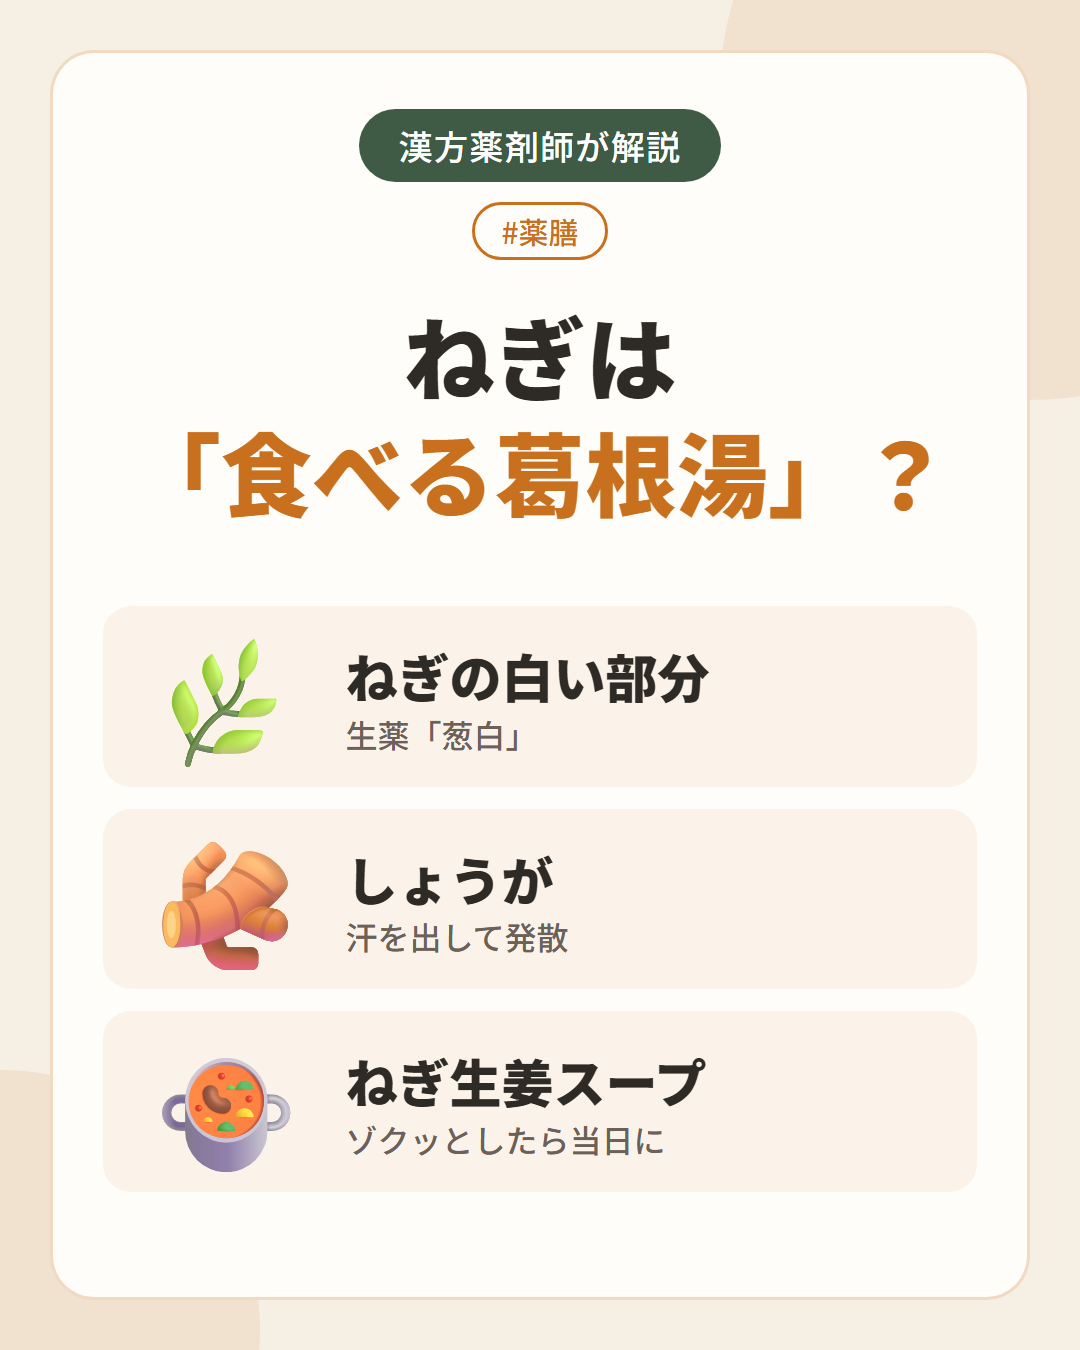 漢方薬剤師が解説
#薬膳
ねぎは
「食べる葛根湯」？
ねぎの白い部分
生薬「葱白」
しょうが
汗を出して発散
ねぎ生姜スープ
ゾクッとしたら当日に